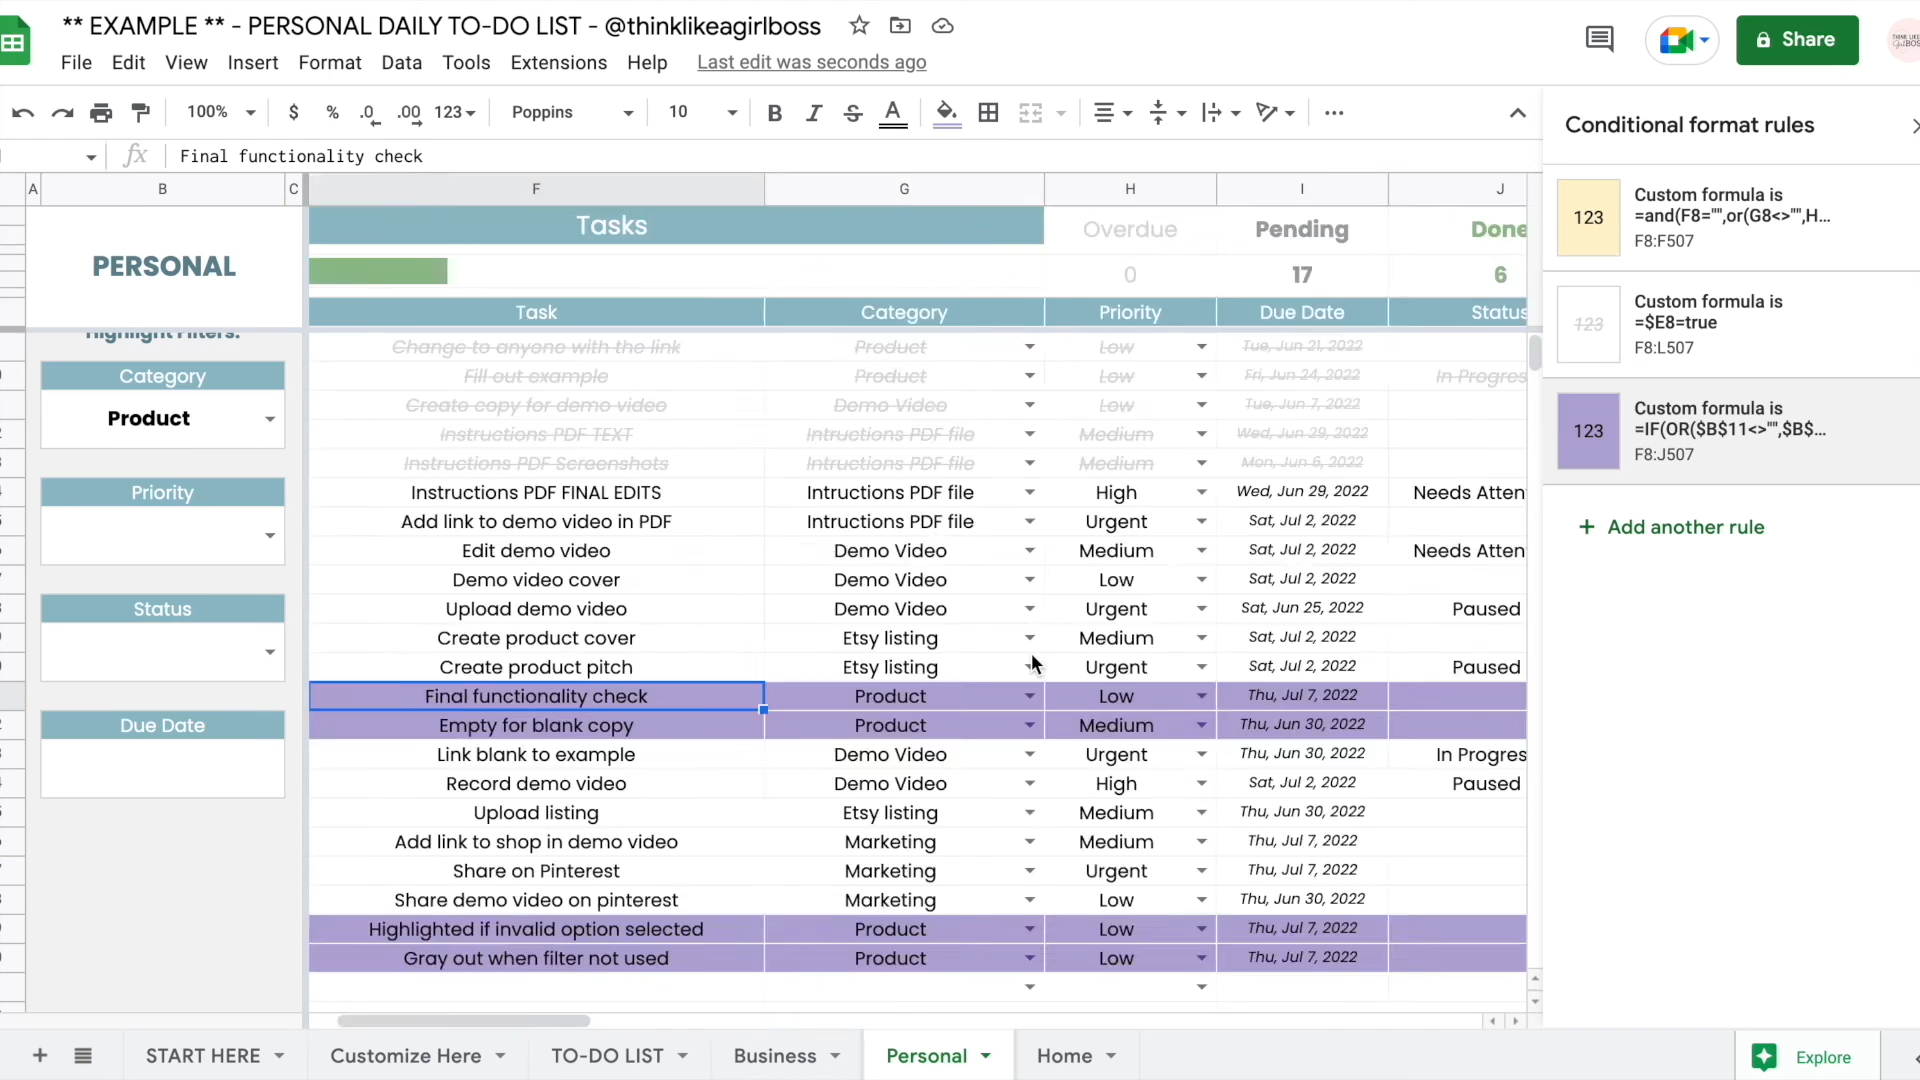 ** EXAMPLE ** - PERSONAL DAILY TO-DO LIST - @thinklikeagirlboss
File Edit View Insert Format Data Tools Extensions Help Last edit was seconds ago
Share
100% $ % .0 .00 123 Poppins 10 B I S A
fx Final functionality check
A B C F G H I J
PERSONAL
Tasks
Overdue Pending Done
0 17 6
Task Category Priority Due Date Status
Highlight Filters:
Category
Product
Priority
Status
Due Date
Change to anyone with the link Product Low Tue, Jun 21, 2022
Fill out example Product Low Fri, Jun 24, 2022 In Progres
Create copy for demo video Demo Video Low Tue, Jun 7, 2022
Instructions PDF TEXT Intructions PDF file Medium Wed, Jun 29, 2022
Instructions PDF Screenshots Intructions PDF file Medium Mon, Jun 6, 2022
Instructions PDF FINAL EDITS Intructions PDF file High Wed, Jun 29, 2022 Needs Atten
Add link to demo video in PDF Intructions PDF file Urgent Sat, Jul 2, 2022
Edit demo video Demo Video Medium Sat, Jul 2, 2022 Needs Atten
Demo video cover Demo Video Low Sat, Jul 2, 2022
Upload demo video Demo Video Urgent Sat, Jun 25, 2022 Paused
Create product cover Etsy listing Medium Sat, Jul 2, 2022
Create product pitch Etsy listing Urgent Sat, Jul 2, 2022 Paused
Final functionality check Product Low Thu, Jul 7, 2022
Empty for blank copy Product Medium Thu, Jun 30, 2022
Link blank to example Demo Video Urgent Thu, Jun 30, 2022 In Progres
Record demo video Demo Video High Sat, Jul 2, 2022 Paused
Upload listing Etsy listing Medium Thu, Jun 30, 2022
Add link to shop in demo video Marketing Medium Thu, Jul 7, 2022
Share on Pinterest Marketing Urgent Thu, Jul 7, 2022
Share demo video on pinterest Marketing Low Thu, Jun 30, 2022
Highlighted if invalid option selected Product Low Thu, Jul 7, 2022
Gray out when filter not used Product Low Thu, Jul 7, 2022
Conditional format rules
123 Custom formula is
=and(F8="",or(G8<>"",H...
F8:F507
123 Custom formula is
=$E8=true
F8:L507
123 Custom formula is
=IF(OR($B$11<>"",$B$...
F8:J507
+ Add another rule
START HERE Customize Here TO-DO LIST Business Personal Home
Explore